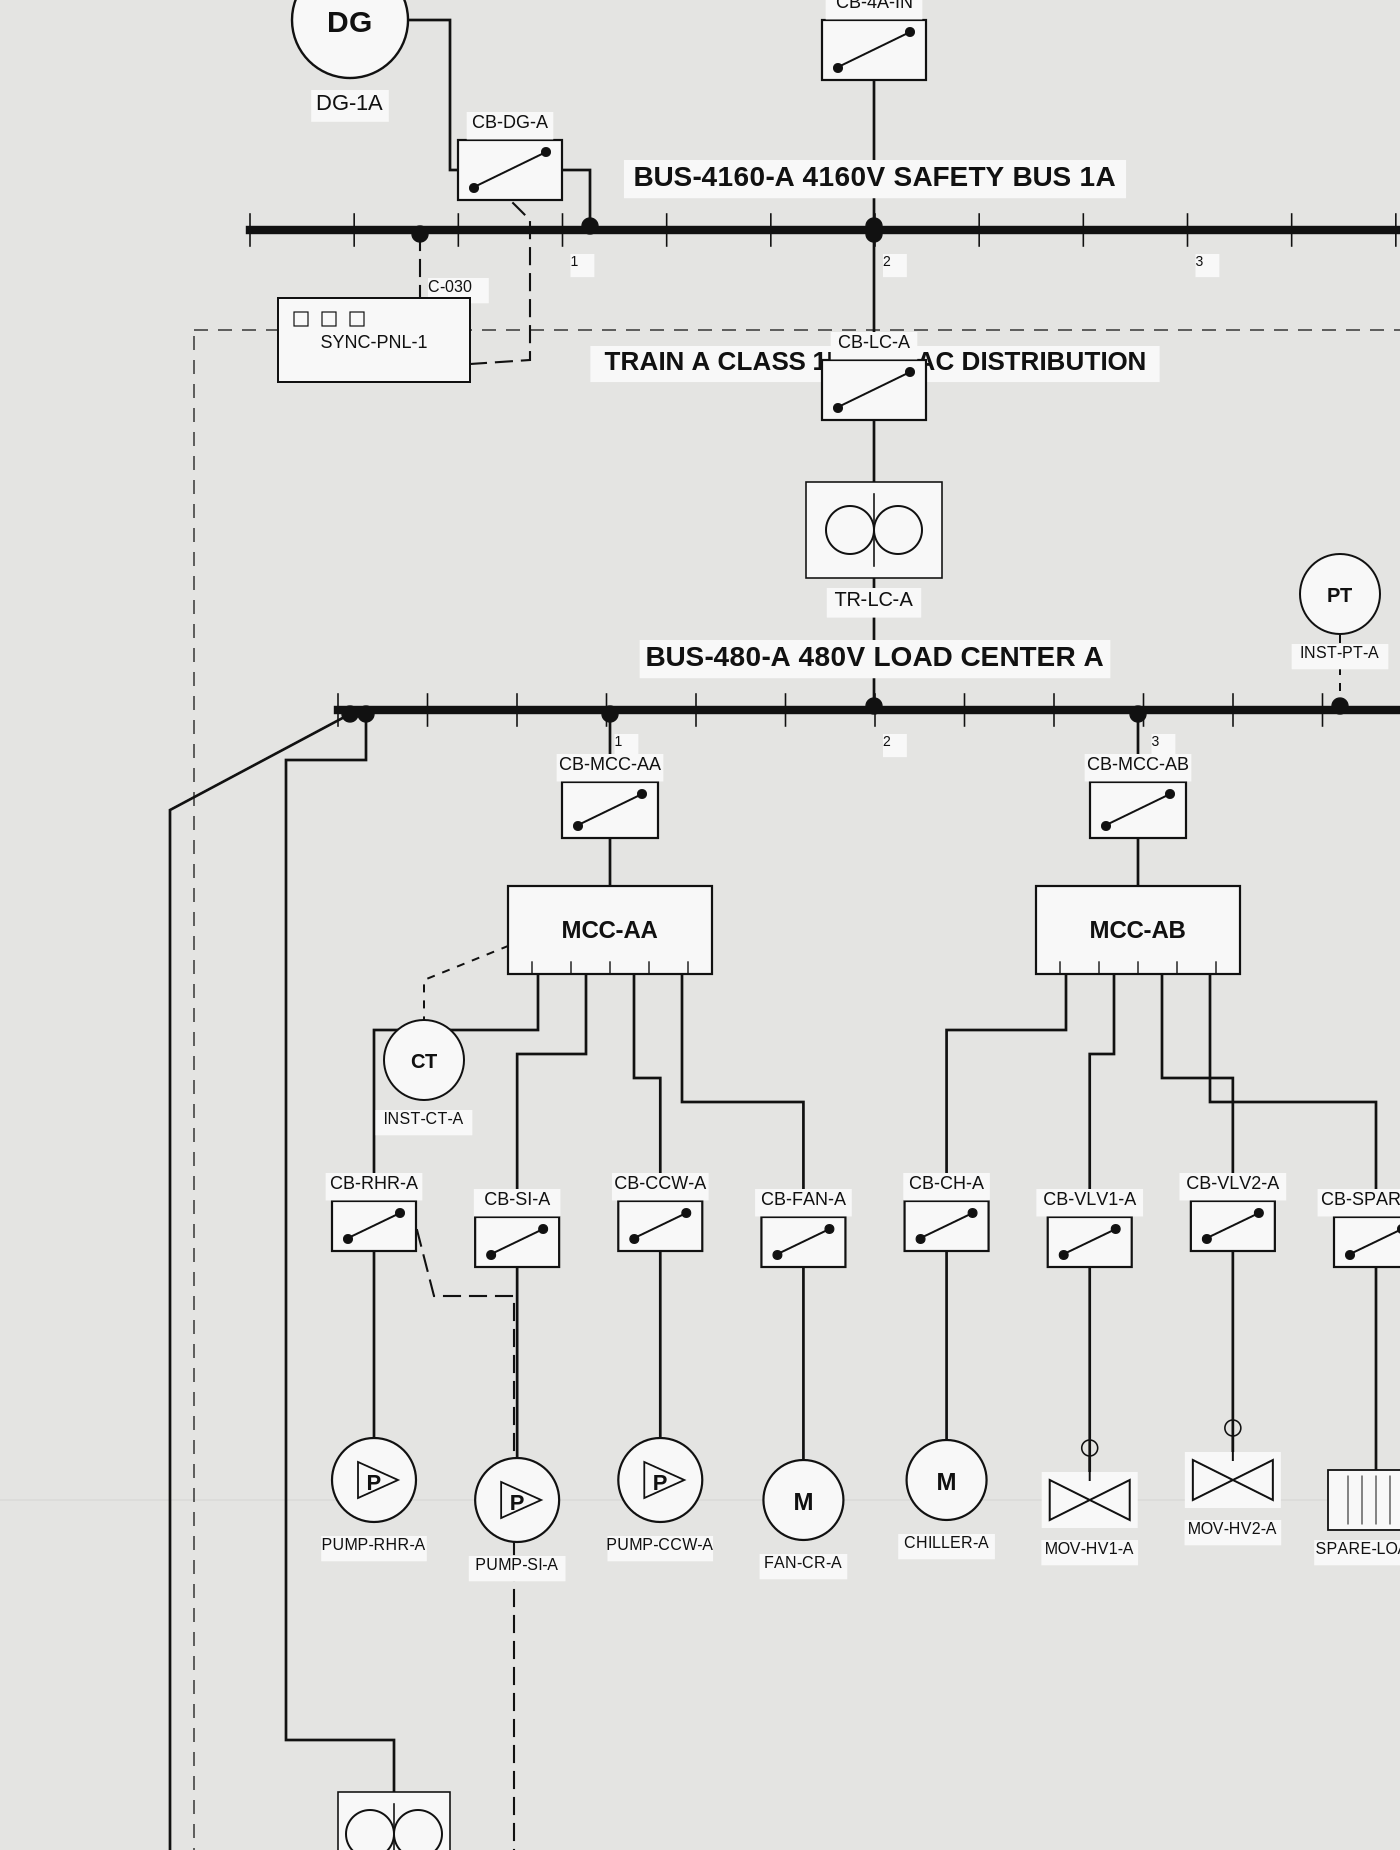 CB-4A-IN
DG
DG-1A
CB-DG-A
BUS-4160-A 4160V SAFETY BUS 1A
1
2
3
C-030
SYNC-PNL-1
CB-LC-A
TRAIN A CLASS AC DISTRIBUTION
TR-LC-A
PT
INST-PT-A
BUS-480-A 480V LOAD CENTER A
1
2
3
CB-MCC-AA
CB-MCC-AB
MCC-AA
MCC-AB
CT
INST-CT-A
CB-RHR-A
CB-SI-A
CB-CCW-A
CB-FAN-A
CB-CH-A
CB-VLV1-A
CB-VLV2-A
CB-SPAR
P
P
P
M
M
PUMP-RHR-A
PUMP-SI-A
PUMP-CCW-A
FAN-CR-A
CHILLER-A
MOV-HV1-A
MOV-HV2-A
SPARE-LOA